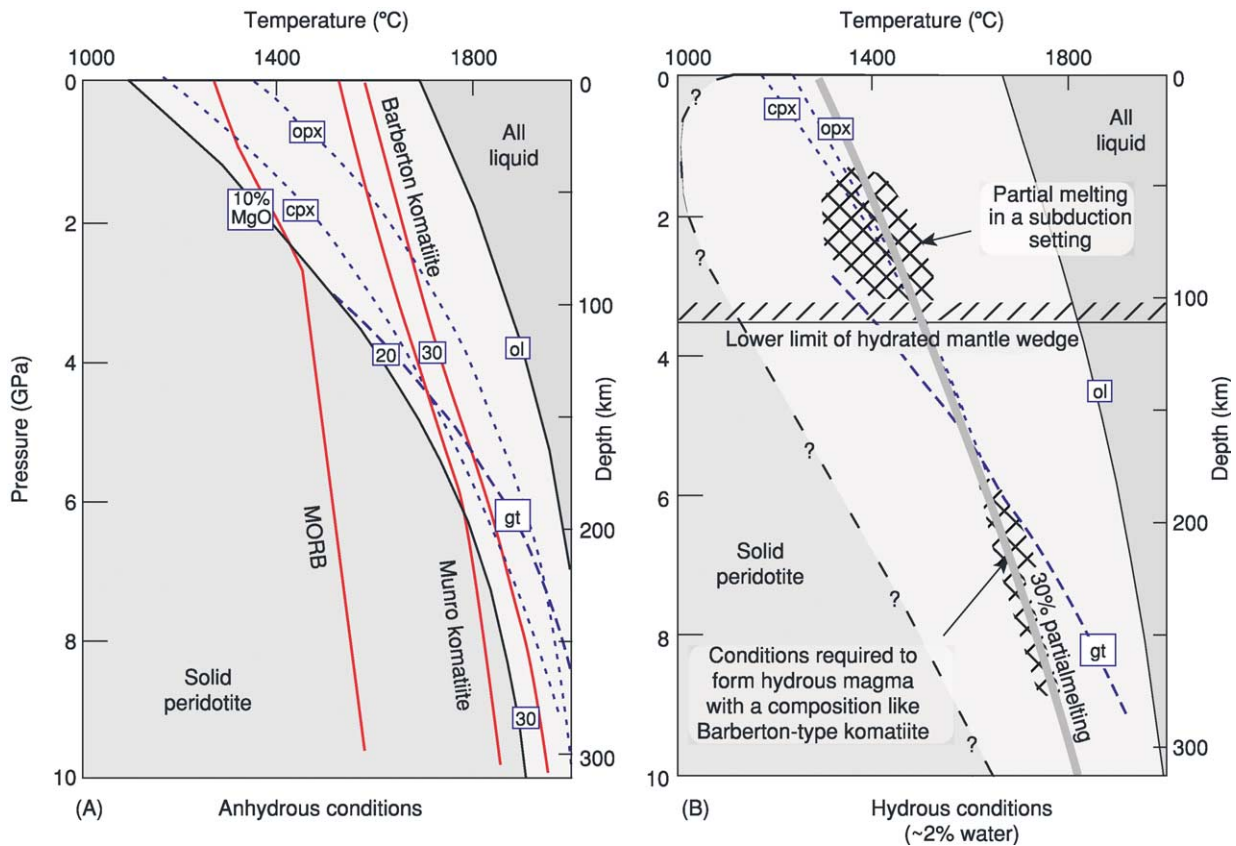 Temperature (ºC)
1000
1400
1800
0
2
4
6
8
10
Pressure (GPa)
0
100
200
300
Depth (km)
opx
cpx
10%
MgO
Barberton komatiite
All
liquid
20
30
ol
gt
MORB
Munro komatiite
Solid
peridotite
30
(A)
Anhydrous conditions
Temperature (ºC)
1000
1400
1800
0
2
4
6
8
10
0
100
200
300
Depth (km)
?
cpx
opx
All
liquid
Partial melting
in a subduction
setting
?
?
Lower limit of hydrated mantle wedge
ol
?
Solid
peridotite
?
30% partialmelting
gt
Conditions required to
form hydrous magma
with a composition like
Barberton-type komatiite
?
(B)
Hydrous conditions
(~2% water)